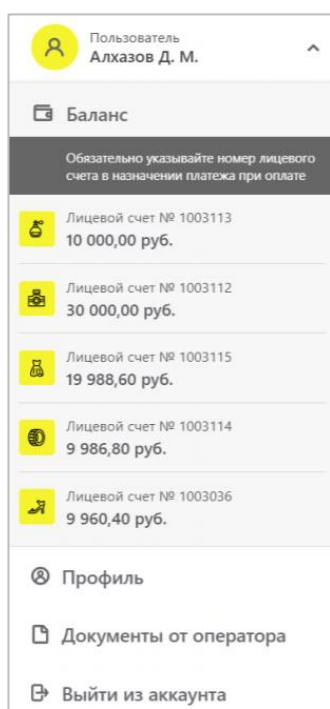 Пользователь
Алхазов Д. М.
Баланс
Обязательно указывайте номер лицевого
счета в назначении платежа при оплате
Лицевой счет № 1003113
10 000,00 руб.
Лицевой счет № 1003112
30 000,00 руб.
Лицевой счет № 1003115
19 988,60 руб.
Лицевой счет № 1003114
9 986,80 руб.
Лицевой счет № 1003036
9 960,40 руб.
Профиль
Документы от оператора
Выйти из аккаунта